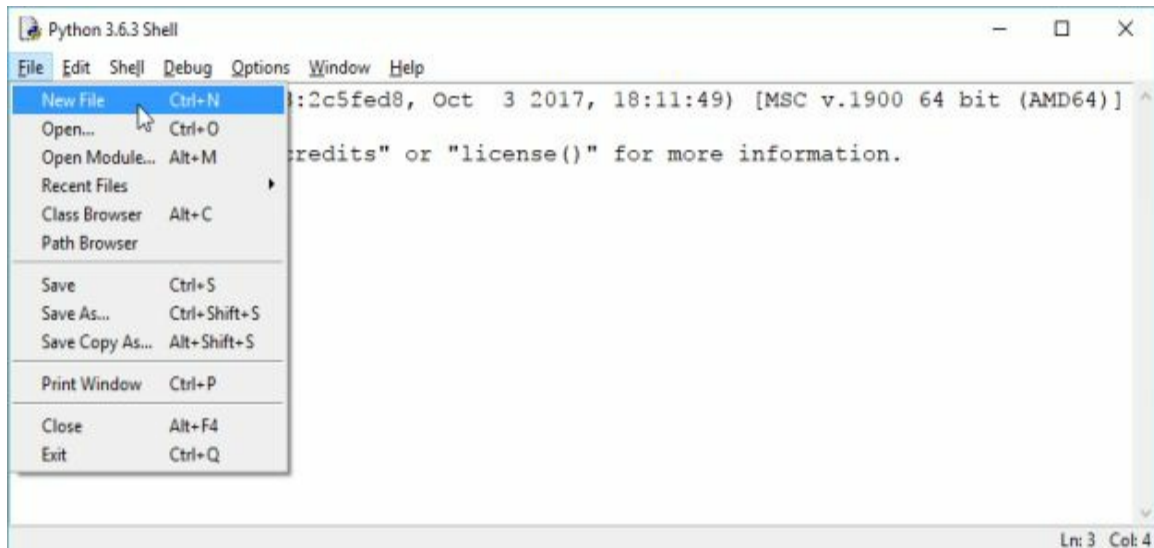 Python 3.6.3 Shell
File Edit Shell Debug Options Window Help
New File Ctrl+N
:2c5fed8, Oct 3 2017, 18:11:49) [MSC v.1900 64 bit (AMD64)]
Open... Ctrl+O
Open Module... Alt+M
redits" or "license()" for more information.
Recent Files
Class Browser Alt+C
Path Browser
Save Ctrl+S
Save As... Ctrl+Shift+S
Save Copy As... Alt+Shift+S
Print Window Ctrl+P
Close Alt+F4
Exit Ctrl+Q
Ln: 3 Col: 4